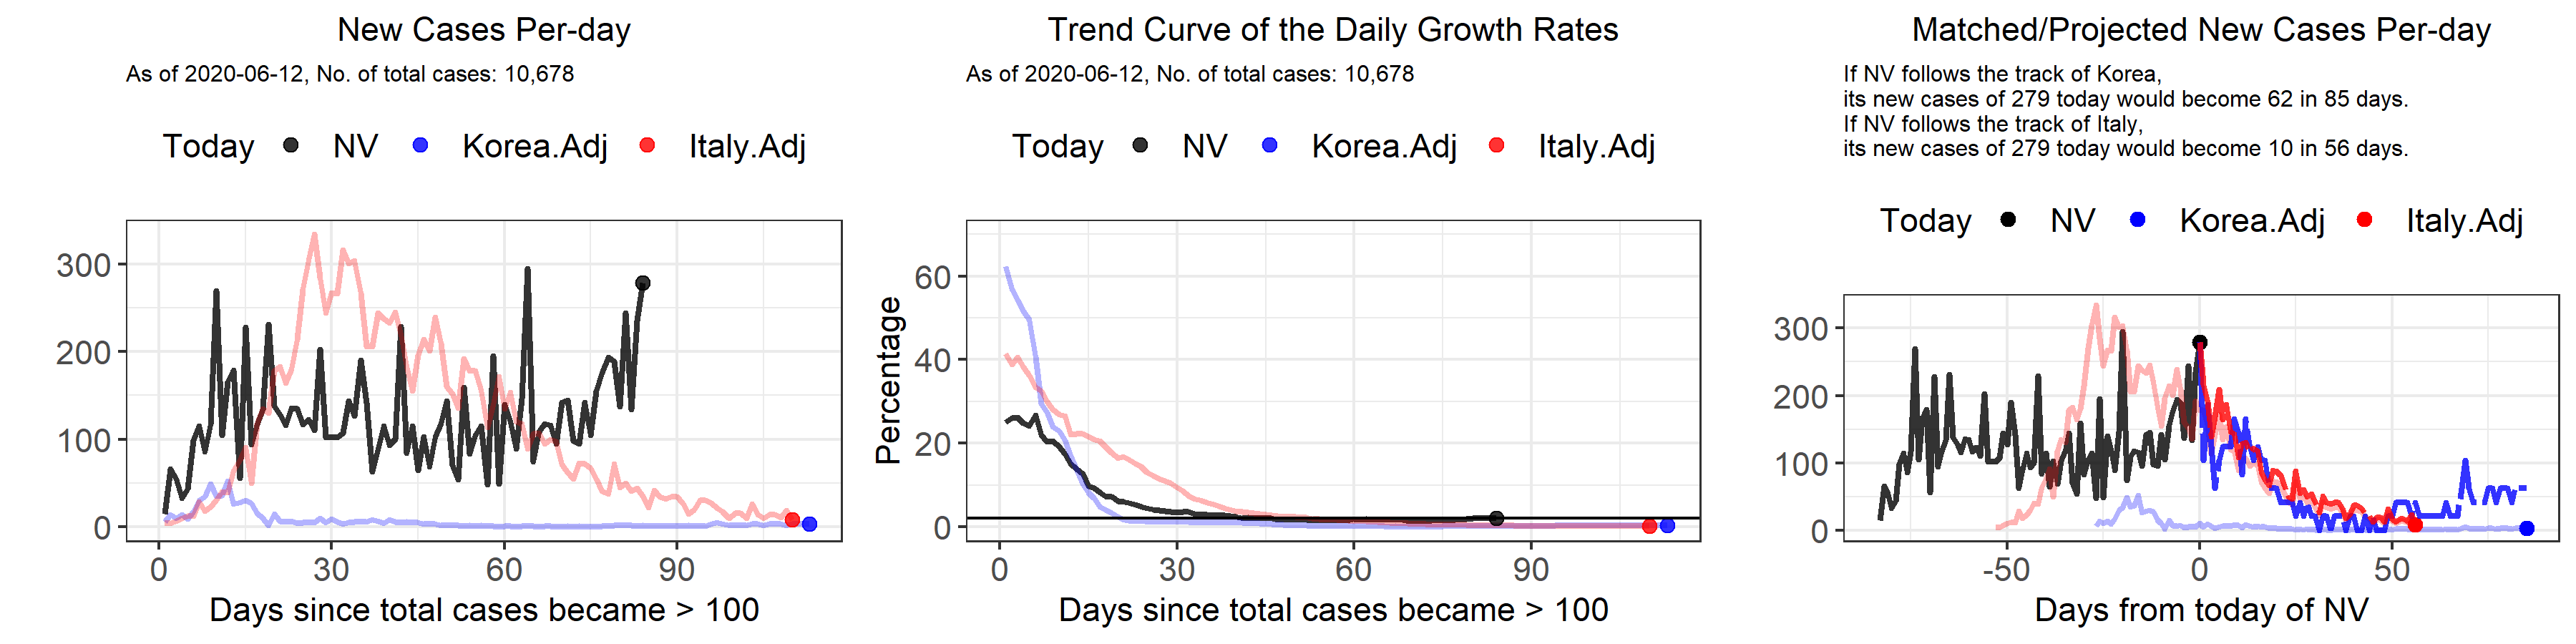 New Cases Per-day
As of 2020-06-12, No. of total cases: 10,678
Today NV Korea.Adj Italy.Adj
300
200
100
0
0 30 60 90
Days since total cases became > 100
Trend Curve of the Daily Growth Rates
As of 2020-06-12, No. of total cases: 10,678
Today NV Korea.Adj Italy.Adj
Percentage
60
40
20
0
0 30 60 90
Days since total cases became > 100
Matched/Projected New Cases Per-day
If NV follows the track of Korea,
its new cases of 279 today would become 62 in 85 days.
If NV follows the track of Italy,
its new cases of 279 today would become 10 in 56 days.
Today NV Korea.Adj Italy.Adj
300
200
100
0
-50 0 50
Days from today of NV